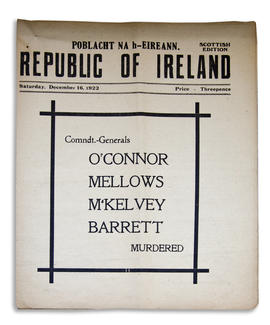 POBLACHT NA h-EIREANN.
SCOTTISH
EDITION
REPUBLIC OF IRELAND
Saturday, December 16, 1922
Price - Threepence
Comndt.-Generals
O'CONNOR
MELLOWS
McKELVEY
BARRETT
MURDERED